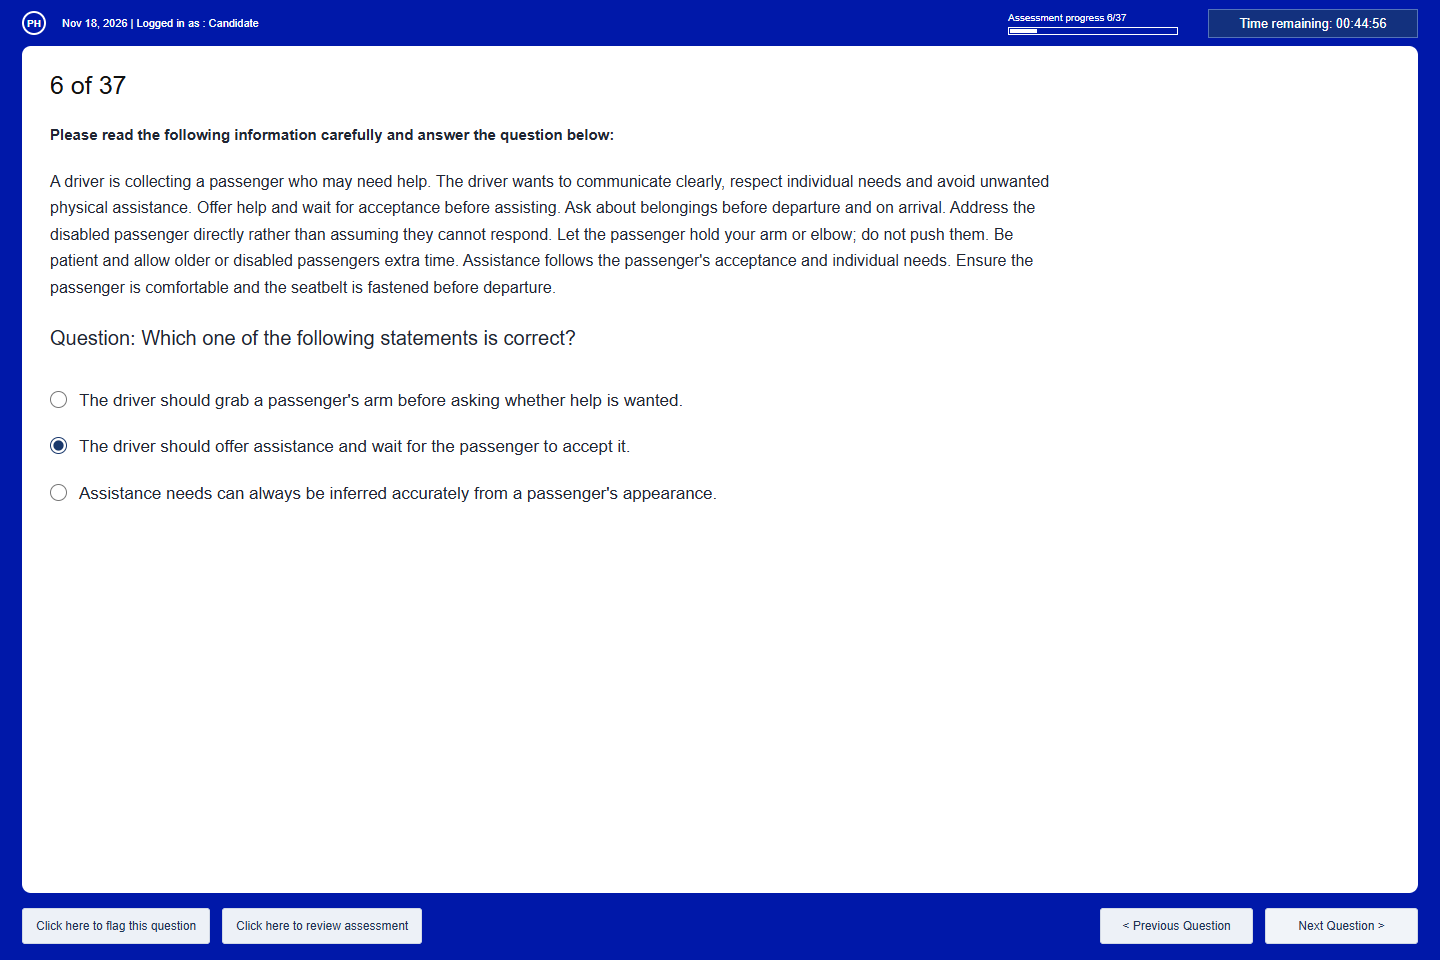 PH
Nov 18, 2026 | Logged in as : Candidate
Assessment progress 6/37
Time remaining: 00:44:56
6 of 37
Please read the following information carefully and answer the question below:
A driver is collecting a passenger who may need help. The driver wants to communicate clearly, respect individual needs and avoid unwanted
physical assistance. Offer help and wait for acceptance before assisting. Ask about belongings before departure and on arrival. Address the
disabled passenger directly rather than assuming they cannot respond. Let the passenger hold your arm or elbow; do not push them. Be
patient and allow older or disabled passengers extra time. Assistance follows the passenger's acceptance and individual needs. Ensure the
passenger is comfortable and the seatbelt is fastened before departure.
Question: Which one of the following statements is correct?
The driver should grab a passenger's arm before asking whether help is wanted.
The driver should offer assistance and wait for the passenger to accept it.
Assistance needs can always be inferred accurately from a passenger's appearance.
Click here to flag this question
Click here to review assessment
< Previous Question
Next Question >